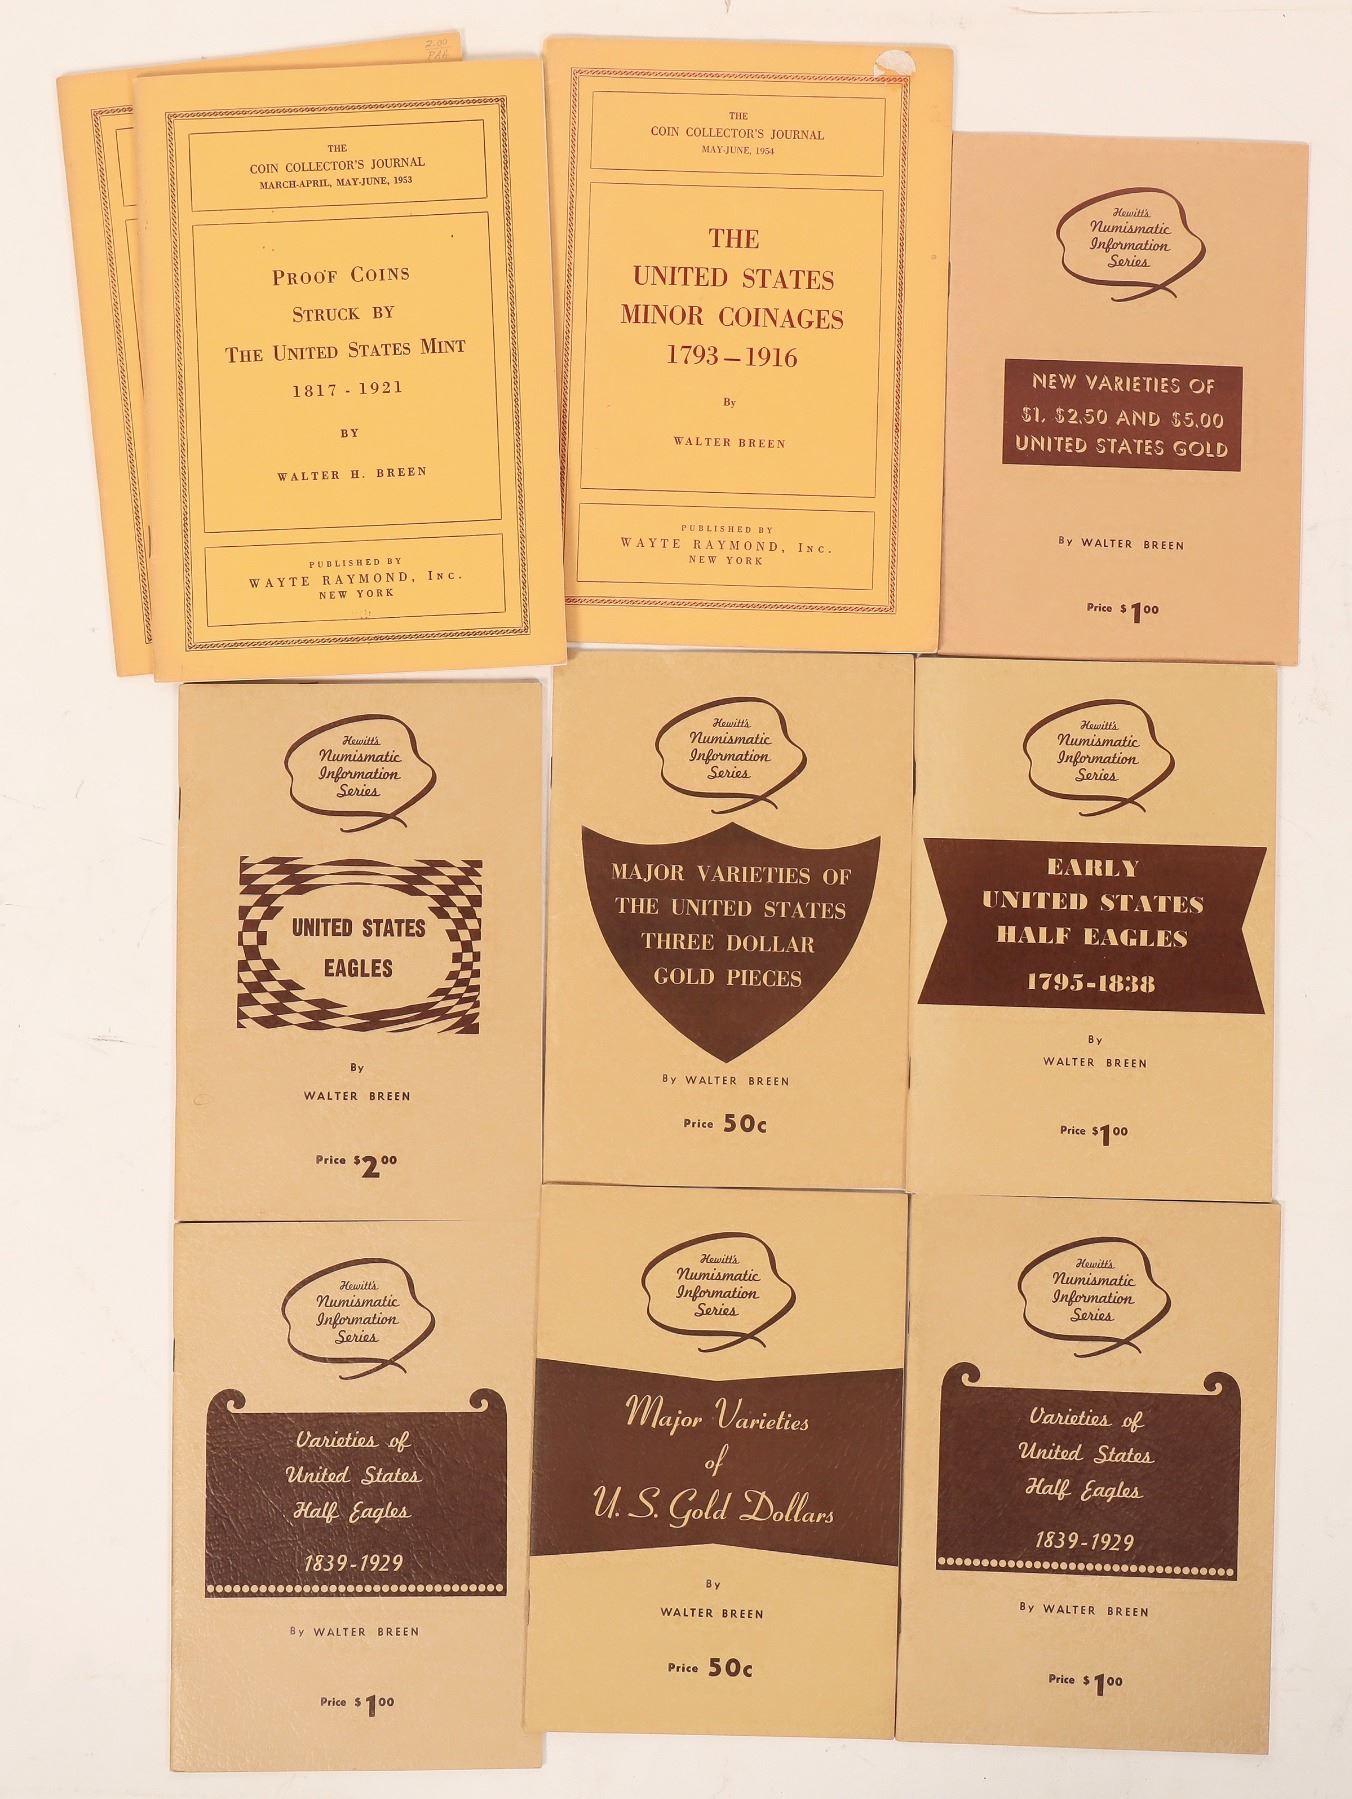 2.00
PAR
THE
COIN COLLECTOR'S JOURNAL
MARCH-APRIL, MAY-JUNE, 1953
PROOF COINS
STRUCK BY
THE UNITED STATES MINT
1817 - 1921
BY
WALTER H. BREEN
PUBLISHED BY
WAYTE RAYMOND, INC.
NEW YORK
THE
COIN COLLECTOR'S JOURNAL
MAY-JUNE, 1954
THE
UNITED STATES
MINOR COINAGES
1793-1916
By
WALTER BREEN
PUBLISHED BY
WAYTE RAYMOND, INC.
NEW YORK
Hewitt's
Numismatic
Information
Series
NEW VARIETIES OF
$1, $2.50 AND $5.00
UNITED STATES GOLD
By WALTER BREEN
Price $1.00
Hewitt's
Numismatic
Information
Series
UNITED STATES
EAGLES
By
WALTER BREEN
Price $2.00
Hewitt's
Numismatic
Information
Series
MAJOR VARIETIES OF
THE UNITED STATES
THREE DOLLAR
GOLD PIECES
By WALTER BREEN
Price 50c
Hewitt's
Numismatic
Information
Series
EARLY
UNITED STATES
HALF EAGLES
1795-1838
By
WALTER BREEN
Price $1.00
Hewitt's
Numismatic
Information
Series
Varieties of
United States
Half Eagles
1839-1929
By WALTER BREEN
Price $1.00
Hewitt's
Numismatic
Information
Series
Major Varieties
of
U. S. Gold Dollars
By
WALTER BREEN
Price 50c
Hewitt's
Numismatic
Information
Series
Varieties of
United States
Half Eagles
1839-1929
By WALTER BREEN
Price $1.00